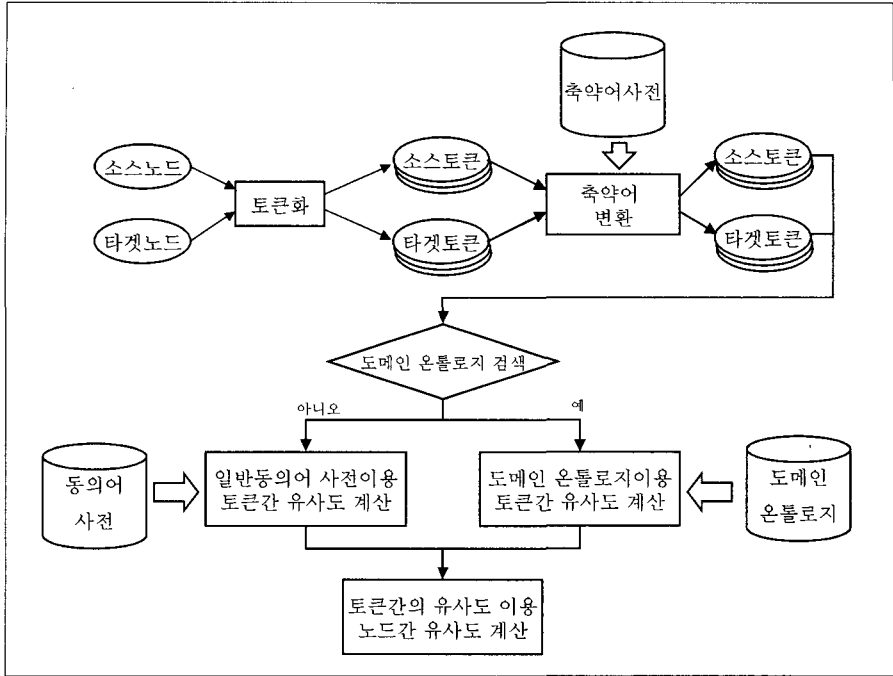 축약어사전
소스노드
소스토큰
소스토큰
토큰화
축약어
변환
타겟노드
타겟토큰
타겟토큰
도메인 온톨로지 검색
아니오
예
동의어
사전
일반동의어 사전이용
토큰간 유사도 계산
도메인 온톨로지이용
토큰간 유사도 계산
도메인
온톨로지
토큰간의 유사도 이용
노드간 유사도 계산